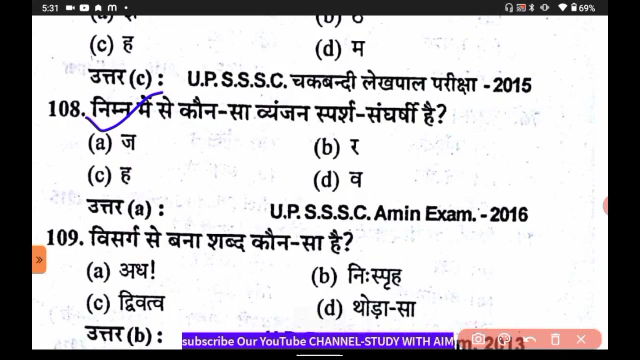 5:31
69%
(c) ह (d) म
उत्तर (c) : U.P.S.S.S.C. चकबन्दी लेखपाल परीक्षा - 2015
108. निम्न में से कौन-सा व्यंजन स्पर्श-संघर्षी है?
(a) ज (b) र
(c) ह (d) व
उत्तर (a) : U.P.S.S.S.C. Amin Exam. - 2016
109. विसर्ग से बना शब्द कौन-सा है?
(a) अध! (b) निःस्पृह
(c) द्वित्व (d) थोड़ा-सा
उत्तर (b) :
subscribe Our YouTube CHANNEL-STUDY WITH AIM